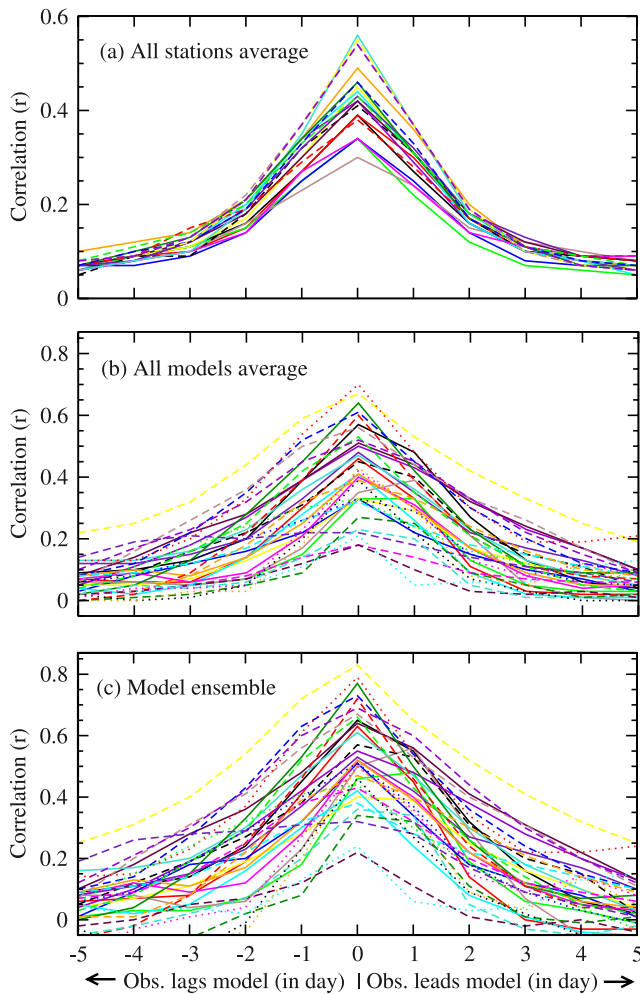 0.6
(a) All stations average
0.4
Correlation (r)
0.2
0
0.8
(b) All models average
0.6
Correlation (r)
0.4
0.2
0
0.8
(c) Model ensemble
0.6
Correlation (r)
0.4
0.2
0
-5 -4 -3 -2 -1 0 1 2 3 4 5
← Obs. lags model (in day) | Obs. leads model (in day) →